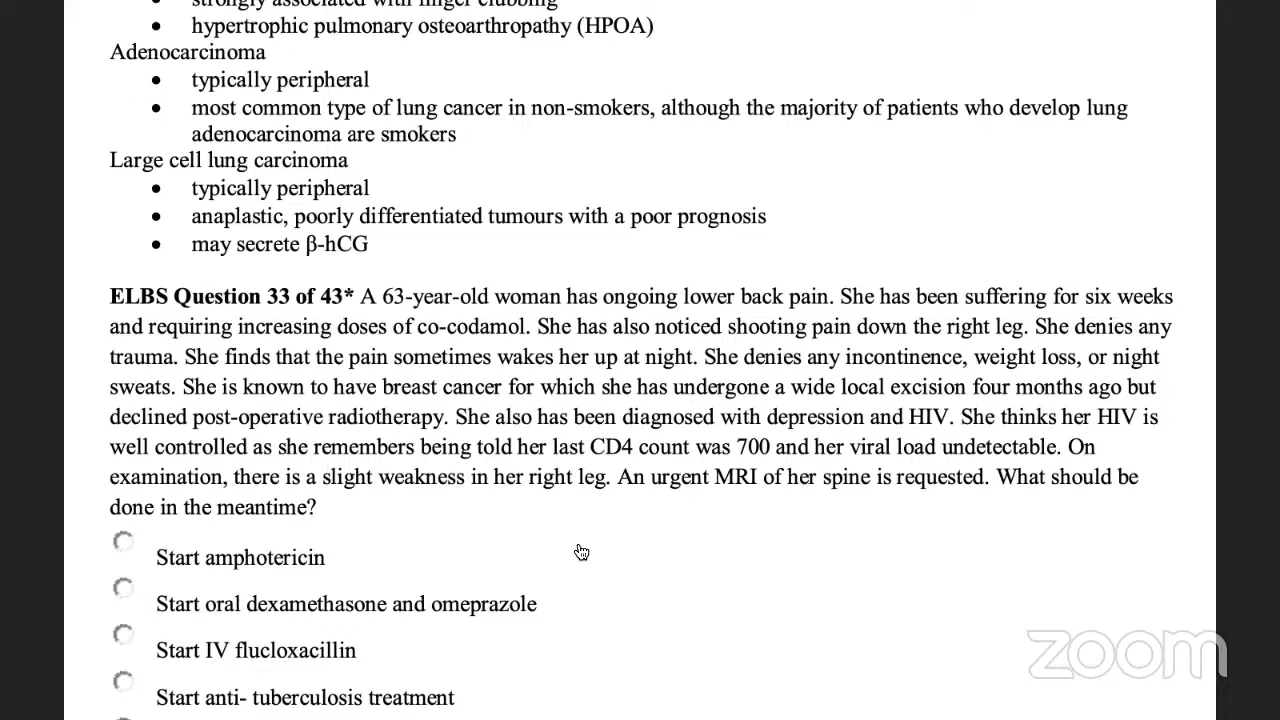 strongly associated with finger clubbing
• hypertrophic pulmonary osteoarthropathy (HPOA)
Adenocarcinoma
• typically peripheral
• most common type of lung cancer in non-smokers, although the majority of patients who develop lung
adenocarcinoma are smokers
Large cell lung carcinoma
• typically peripheral
• anaplastic, poorly differentiated tumours with a poor prognosis
• may secrete β-hCG
ELBS Question 33 of 43* A 63-year-old woman has ongoing lower back pain. She has been suffering for six weeks
and requiring increasing doses of co-codamol. She has also noticed shooting pain down the right leg. She denies any
trauma. She finds that the pain sometimes wakes her up at night. She denies any incontinence, weight loss, or night
sweats. She is known to have breast cancer for which she has undergone a wide local excision four months ago but
declined post-operative radiotherapy. She also has been diagnosed with depression and HIV. She thinks her HIV is
well controlled as she remembers being told her last CD4 count was 700 and her viral load undetectable. On
examination, there is a slight weakness in her right leg. An urgent MRI of her spine is requested. What should be
done in the meantime?
Start amphotericin
Start oral dexamethasone and omeprazole
Start IV flucloxacillin
Start anti- tuberculosis treatment
zoom